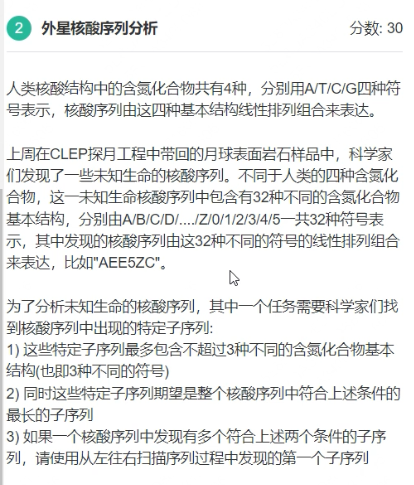 2 外星核酸序列分析 分数: 30
人类核酸结构中的含氮化合物共有4种，分别用A/T/C/G四种符
号表示，核酸序列由这四种基本结构线性排列组合来表达。
上周在CLEP探月工程中带回的月球表面岩石样品中，科学家
们发现了一些未知生命的核酸序列。不同于人类的四种含氮化
合物，这一未知生命核酸序列中包含有32种不同的含氮化合物
基本结构，分别由A/B/C/D/..../Z/0/1/2/3/4/5一共32种符号表
示，其中发现的核酸序列由这32种不同的符号的线性排列组合
来表达，比如"AEE5ZC"。
为了分析未知生命的核酸序列，其中一个任务需要科学家们找
到核酸序列中出现的特定子序列:
1) 这些特定子序列最多包含不超过3种不同的含氮化合物基本
结构(也即3种不同的符号)
2) 同时这些特定子序列期望是整个核酸序列中符合上述条件的
最长的子序列
3) 如果一个核酸序列中发现有多个符合上述两个条件的子序
列，请使用从左往右扫描序列过程中发现的第一个子序列